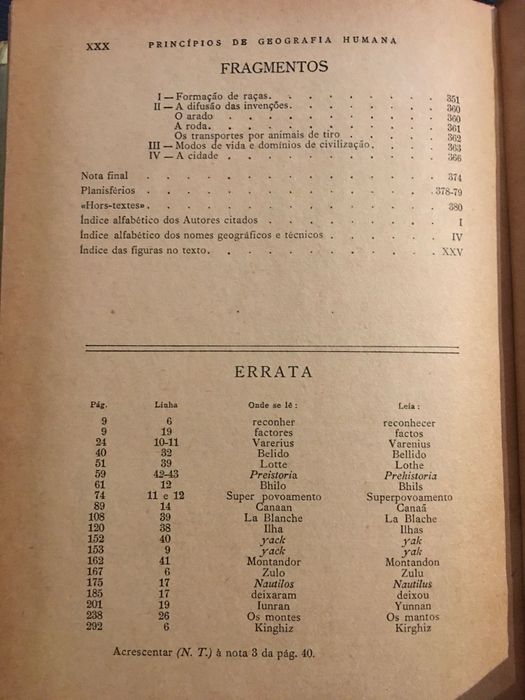 XXX PRINCÍPIOS DE GEOGRAFIA HUMANA
FRAGMENTOS
I — Formação de raças. . . . . . . . . . 351
II — A difusão das invenções. . . . . . . . . 360
O arado . . . . . . . . . . . 360
A roda. . . . . . . . . . . . 361
Os transportes por animais de tiro . . . . . . 362
III — Modos de vida e domínios de civilização. . . . . 363
IV — A cidade . . . . . . . . . . . . 366
Nota final . . . . . . . . . . . . 374
Planisférios . . . . . . . . . . . . 378-79
«Hors-textes». . . . . . . . . . . . 380
Índice alfabético dos Autores citados . . . . . . . . I
Índice alfabético dos nomes geográficos e técnicos . . . . . IV
Índice das figuras no texto. . . . . . . . . . XXV
ERRATA
Pág. Linha Onde se lê : Leia :
9 6 reconher reconhecer
9 19 factores factos
24 10-11 Varerius Varenius
40 32 Belido Bellido
51 39 Lotte Lothe
59 42-43 Preistoria Prehistoria
61 12 Bhilo Bhils
74 11 e 12 Super povoamento Superpovoamento
89 14 Canaan Canaã
108 39 La Blanche La Blache
120 38 Ilha Ilhas
152 40 yack yak
153 9 yack yak
162 41 Montandor Montandon
167 6 Zulo Zulu
175 17 Nautilos Nautilus
185 17 deixaram deixou
201 19 Iunran Yunnan
238 26 Os montes Os mantos
292 6 Kinghiz Kirghiz
Acrescentar (N. T.) à nota 3 da pág. 40.